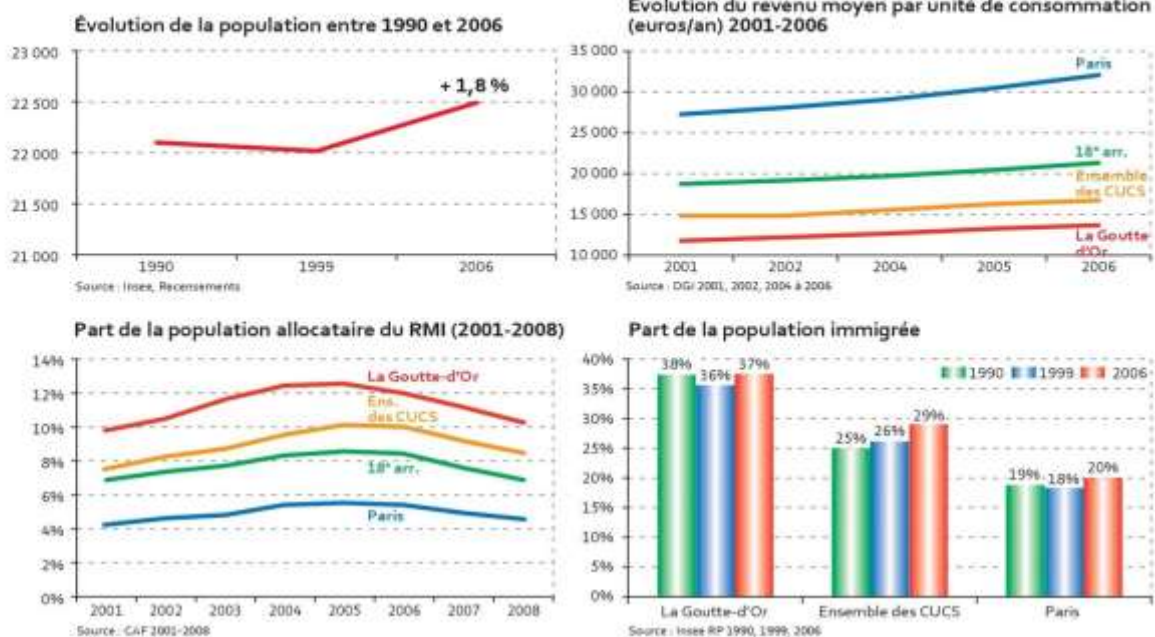 Évolution de la population entre 1990 et 2006
23 000
22 500
22 000
21 500
21 000
+ 1,8 %
1990 1999 2006
Source : Insee, Recensements
Évolution du revenu moyen par unité de consommation
(euros/an) 2001-2006
35 000
30 000
25 000
20 000
15 000
10 000
Paris
18e arr.
Ensemble
des CUCS
La Goutte
d'Or
2001 2002 2004 2005 2006
Source : DGI 2001, 2002, 2004 à 2006
Part de la population allocataire du RMI (2001-2008)
14%
12%
10%
8%
6%
4%
2%
0%
La Goutte-d'Or
Ens.
des CUCS
18e arr.
Paris
2001 2002 2003 2004 2005 2006 2007 2008
Source : CAF 2001-2008
Part de la population immigrée
40%
35%
30%
25%
20%
15%
10%
5%
0%
1990 1999 2006
38% 36% 37%
25% 26% 29%
19% 18% 20%
La Goutte-d'Or Ensemble des CUCS Paris
Source : Insee RP 1990, 1999, 2006